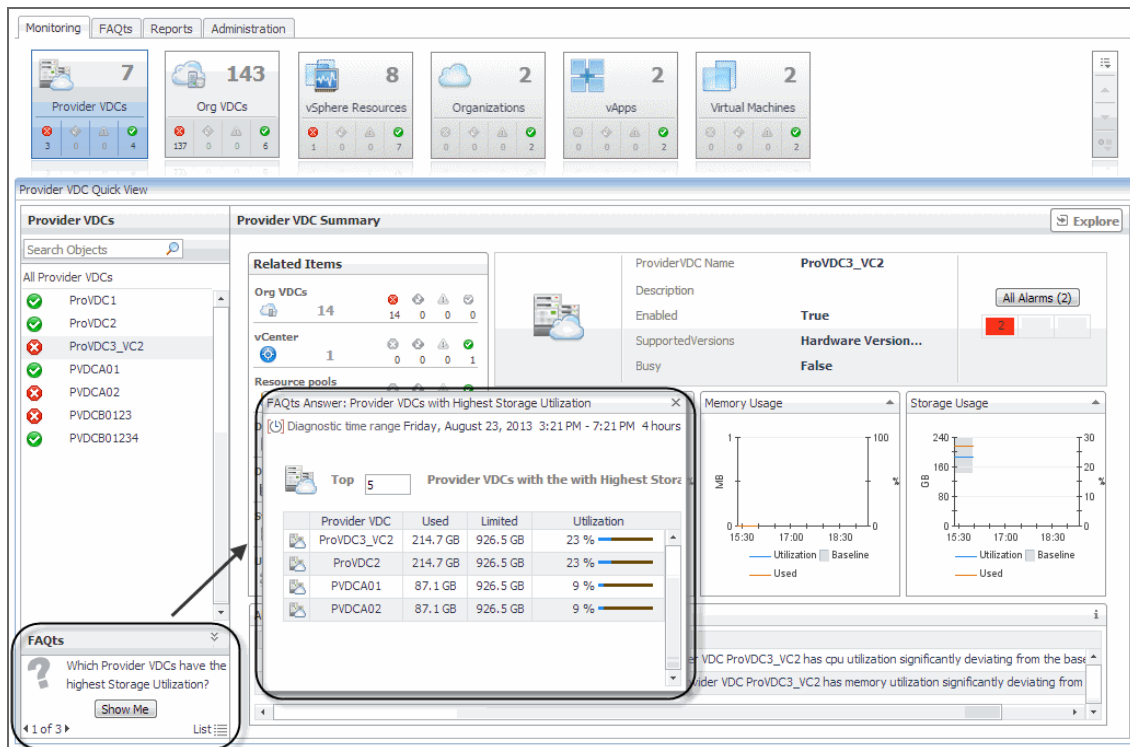 Monitoring FAQts Reports Administration
7 143 8 2 2 2
Provider VDCs Org VDCs vSphere Resources Organizations vApps Virtual Machines
3 0 0 4 137 0 0 6 1 0 0 7 0 0 0 2 0 0 0 2 0 0 0 2
Provider VDC Quick View
Provider VDCs
Search Objects
All Provider VDCs
ProVDC1
ProVDC2
ProVDC3_VC2
PVDCA01
PVDCA02
PVDCB0123
PVDCB01234
FAQts
Which Provider VDCs have the
highest Storage Utilization?
Show Me
1 of 3 List
Provider VDC Summary
Explore
Related Items
Org VDCs
14 14 0 0 0
vCenter
1 0 0 0 1
Resource pools
ProviderVDC Name ProVDC3_VC2
Description
Enabled True
SupportedVersions Hardware Version...
Busy False
All Alarms (2)
2
FAQts Answer: Provider VDCs with Highest Storage Utilization
Diagnostic time range Friday, August 23, 2013 3:21 PM - 7:21 PM 4 hours
Top 5 Provider VDCs with the with Highest Stora
Provider VDC Used Limited Utilization
ProVDC3_VC2 214.7 GB 926.5 GB 23 %
ProVDC2 214.7 GB 926.5 GB 23 %
PVDCA01 87.1 GB 926.5 GB 9 %
PVDCA02 87.1 GB 926.5 GB 9 %
Memory Usage
1 100
MB %
0 0
15:30 17:00 18:30
Utilization Baseline
Used
Storage Usage
240 30
160 20
GB %
80 10
0 0
15:30 17:00 18:30
Utilization Baseline
Used
VDC ProVDC3_VC2 has cpu utilization significantly deviating from the base
VDC ProVDC3_VC2 has memory utilization significantly deviating from